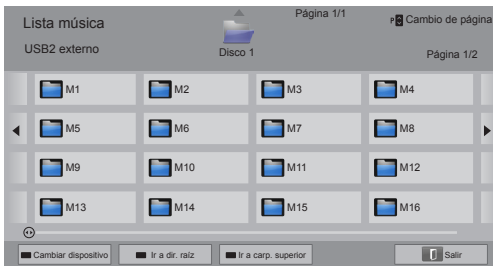 Lista música
Página 1/1
P Cambio de página
USB2 externo
Disco 1
Página 1/2
M1 M2 M3 M4
M5 M6 M7 M8
M9 M10 M11 M12
M13 M14 M15 M16
Cambiar dispositivo Ir a dir. raíz Ir a carp. superior Salir